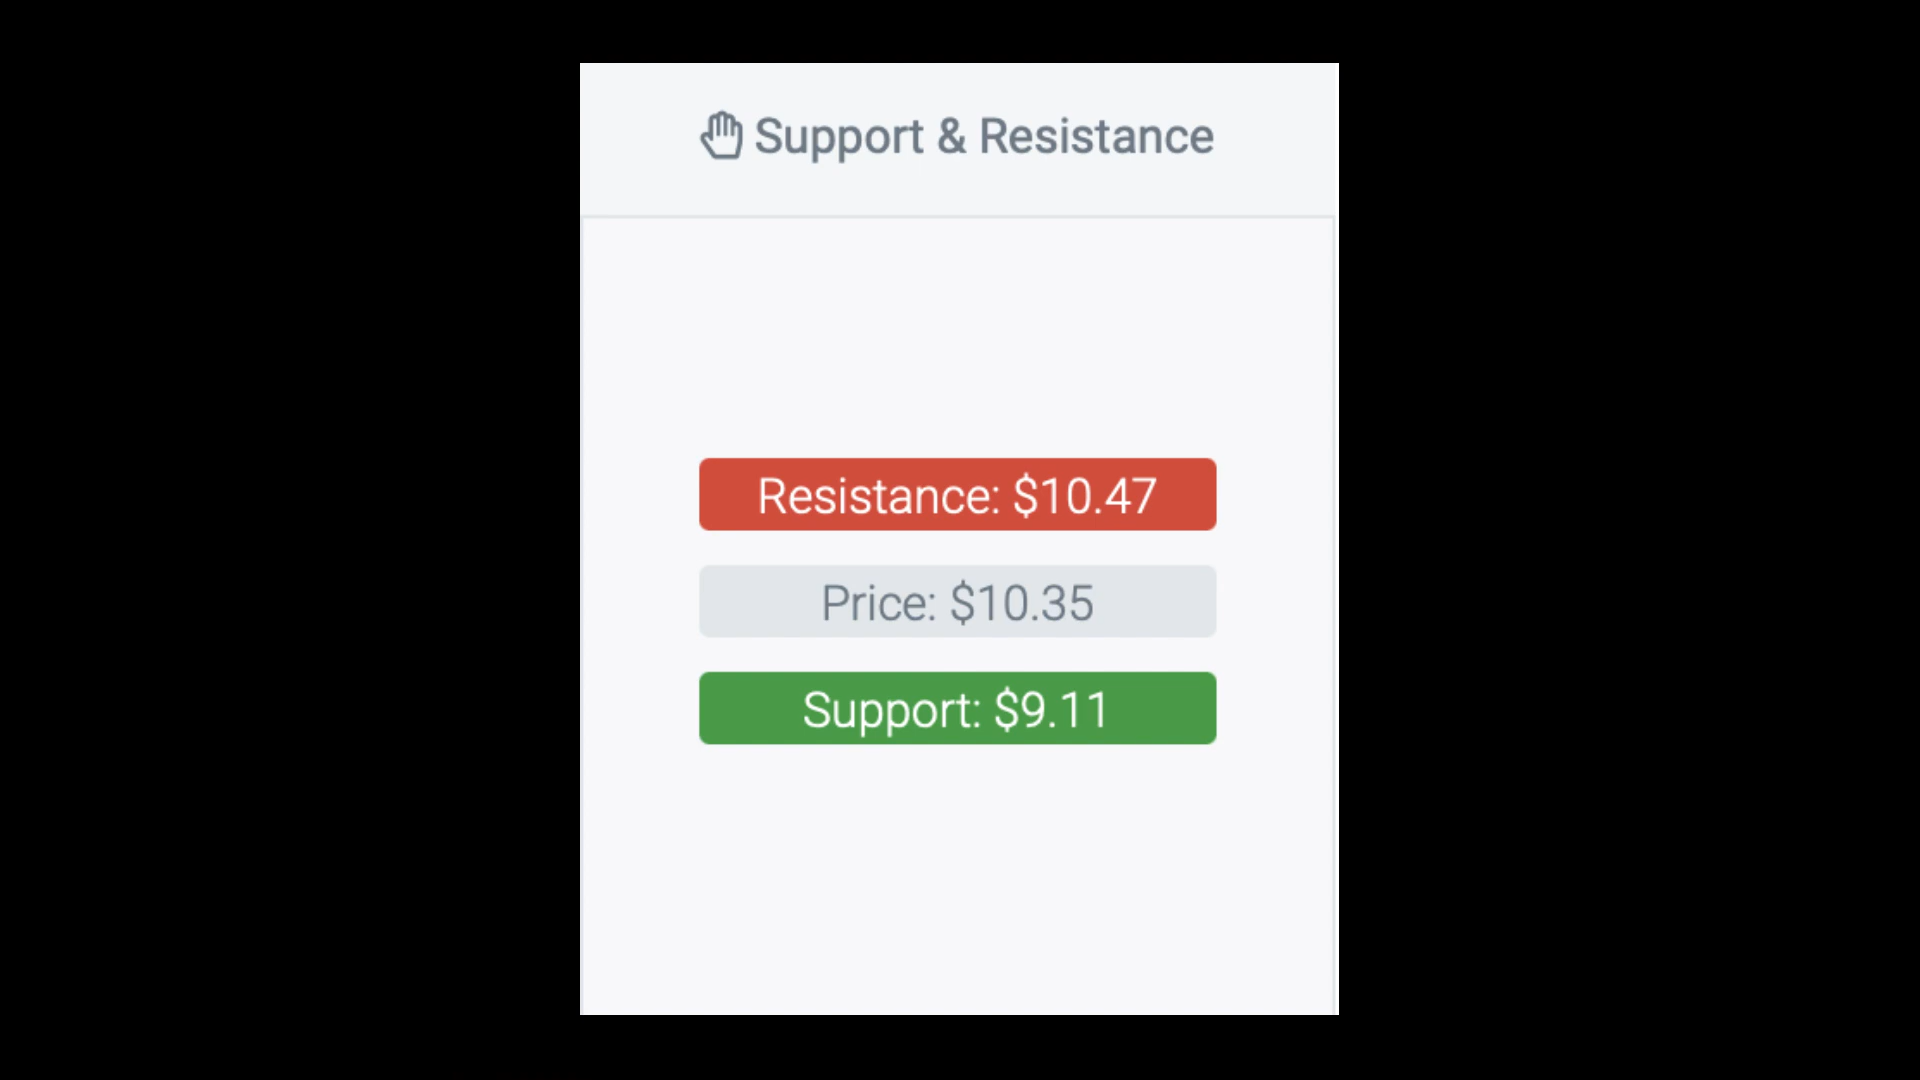 Support & Resistance
Resistance: $10.47
Price: $10.35
Support: $9.11